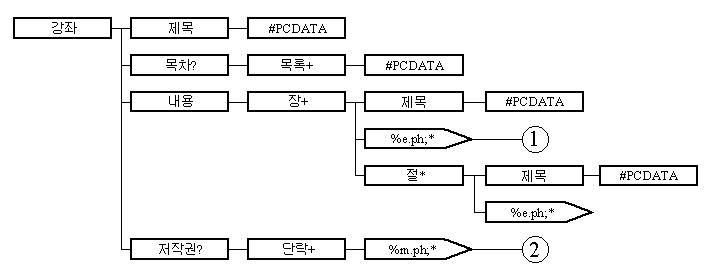 강좌 제목 #PCDATA
목차? 목록+ #PCDATA
내용 장+ 제목 #PCDATA
%e.ph;* 1
절* 제목 #PCDATA
%e.ph;*
저작권? 단락+ %m.ph;* 2